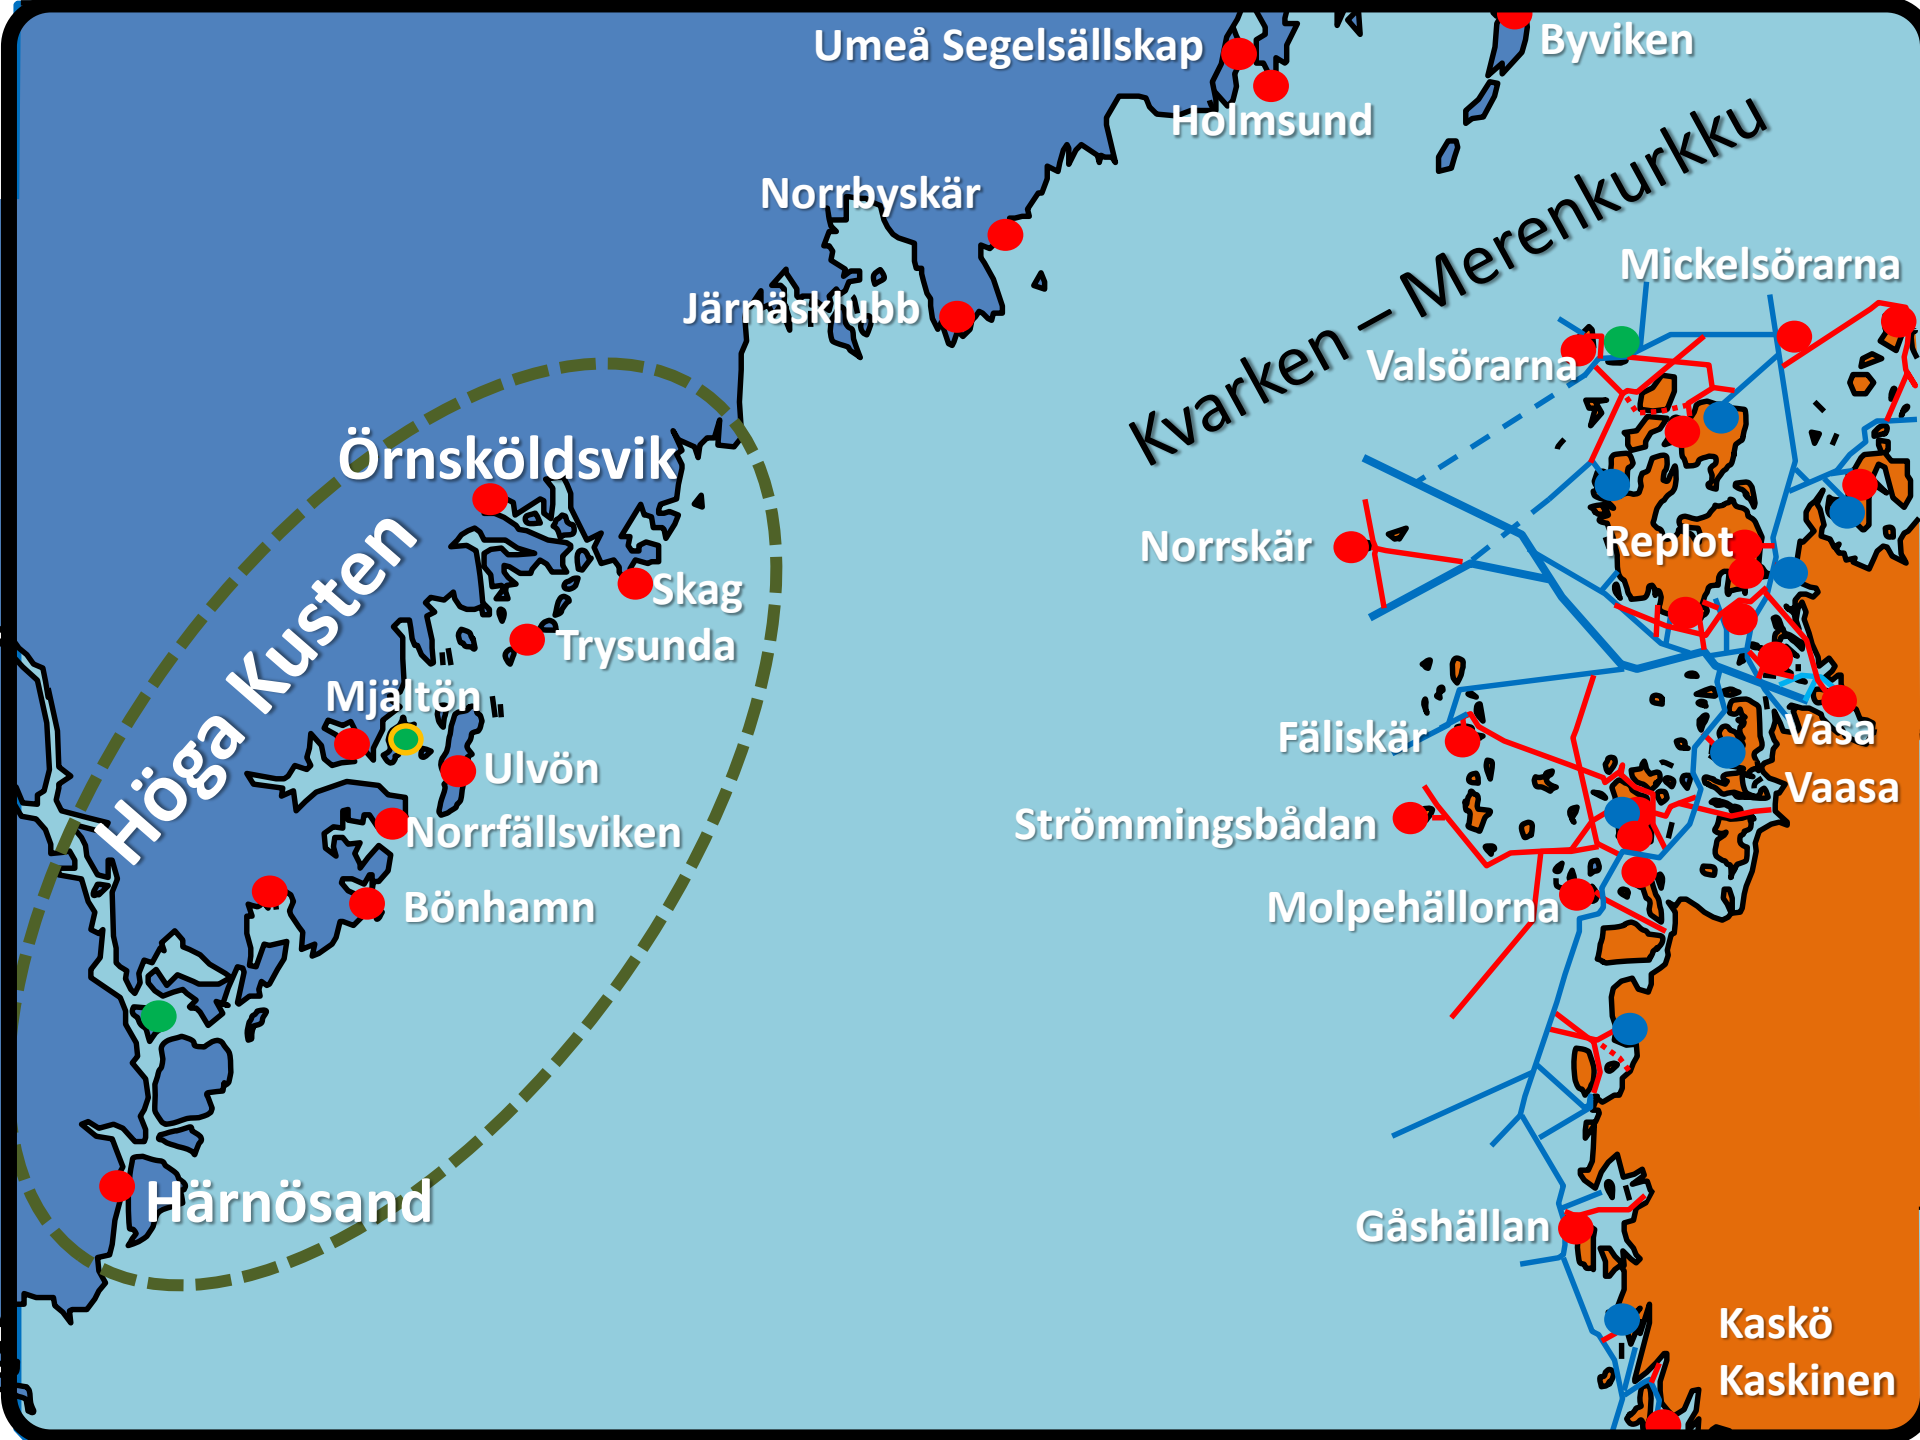 Umeå Segelsällskap
Byviken
Holmsund
Norrbyskär
Kvarken – Merenkurkku
Mickelsörarna
Järnäsklubb
Valsörarna
Örnsköldsvik
Höga Kusten
Norrskär
Replot
Skag
Trysunda
Mjältön
Fäliskär
Vasa
Vaasa
Ulvön
Norrfällsviken
Strömmingsbådan
Bönhamn
Molpehällorna
Härnösand
Gåshällan
Kaskö
Kaskinen